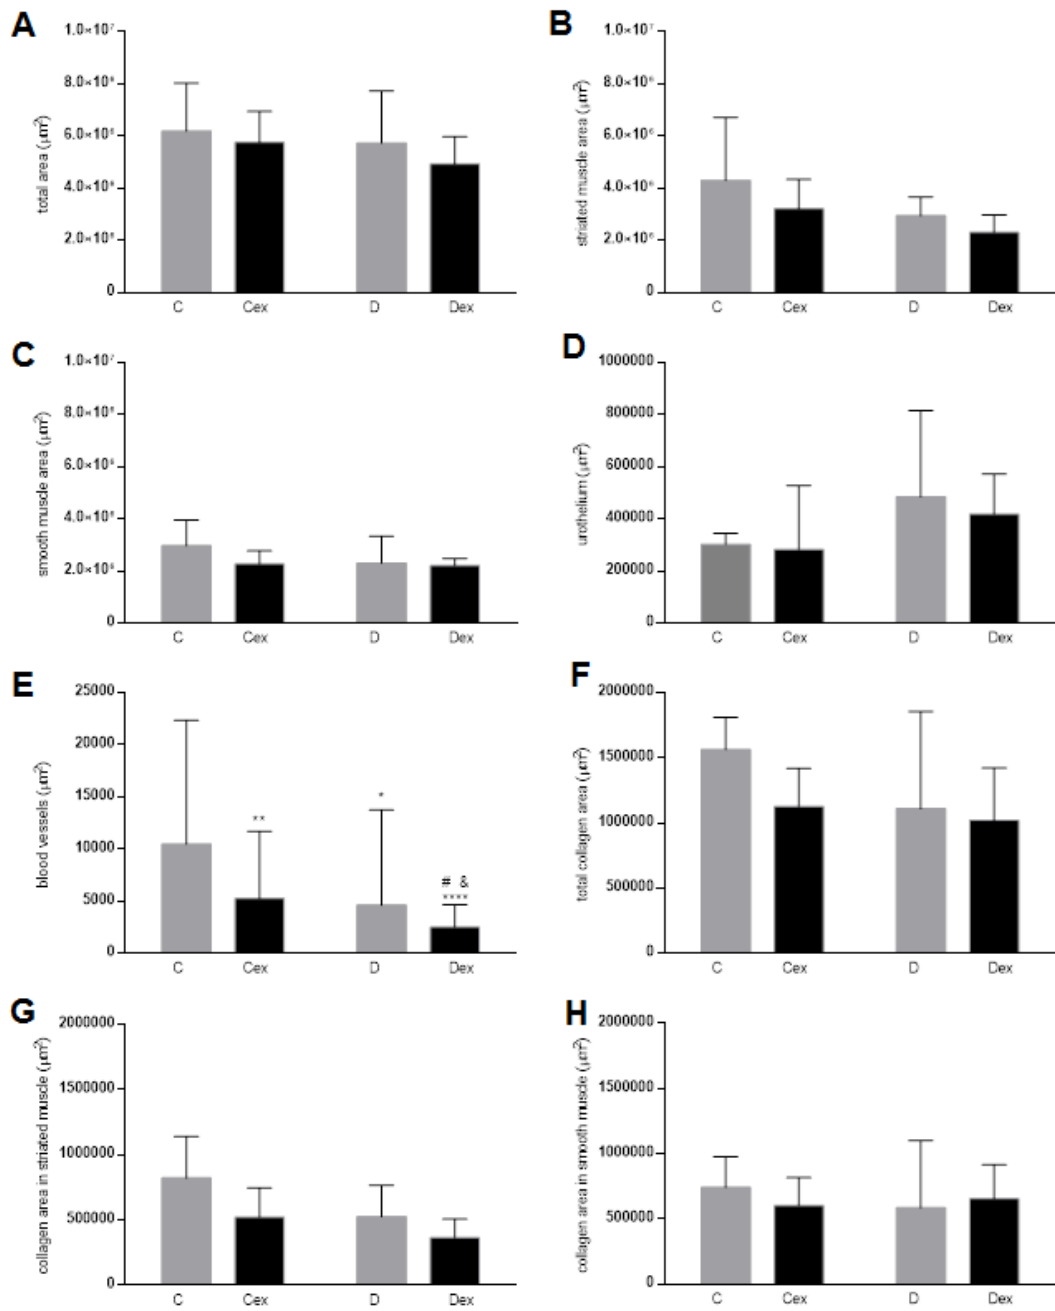 A
total area (µm²)
1.0×10⁷
8.0×10⁶
6.0×10⁶
4.0×10⁶
2.0×10⁶
0
C Cex D Dex
B
striated muscle area (µm²)
1.0×10⁷
8.0×10⁶
6.0×10⁶
4.0×10⁶
2.0×10⁶
0
C Cex D Dex
C
smooth muscle area (µm²)
1.0×10⁷
8.0×10⁶
6.0×10⁶
4.0×10⁶
2.0×10⁶
0
C Cex D Dex
D
urothelium (µm²)
1000000
800000
600000
400000
200000
0
C Cex D Dex
E
blood vessels (µm²)
25000
20000
15000
10000
5000
0
**
*
# &
****
C Cex D Dex
F
total collagen area (µm²)
2000000
1500000
1000000
500000
0
C Cex D Dex
G
collagen area in striated muscle (µm²)
2000000
1500000
1000000
500000
0
C Cex D Dex
H
collagen area in smooth muscle (µm²)
2000000
1500000
1000000
500000
0
C Cex D Dex